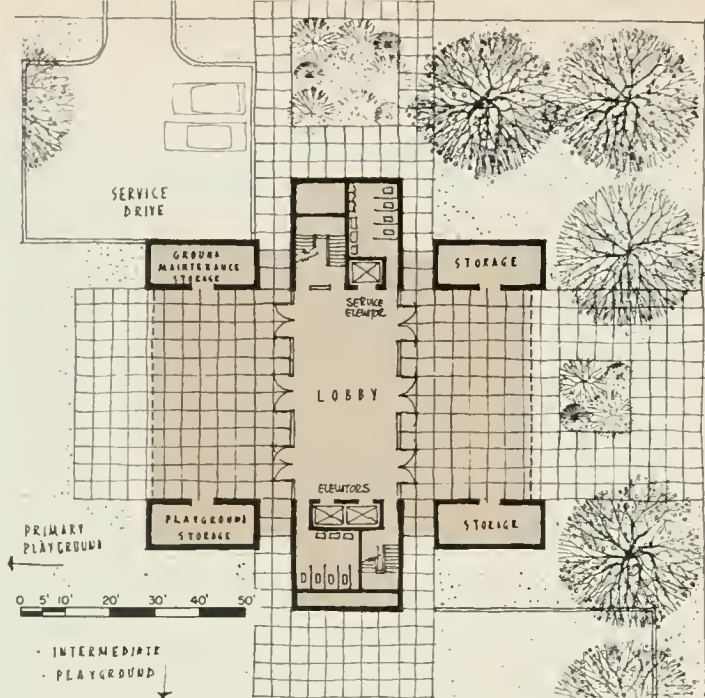 SERVICE
DRIVE
GROUND
MAINTENANCE
STORAGE
STORAGE
SERVICE
ELEVATOR
LOBBY
ELEVATORS
PLAYGROUND
STORAGE
STORAGE
PRIMARY
PLAYGROUND
0 5' 10' 20' 30' 40' 50'
- INTERMEDIATE
- PLAYGROUND